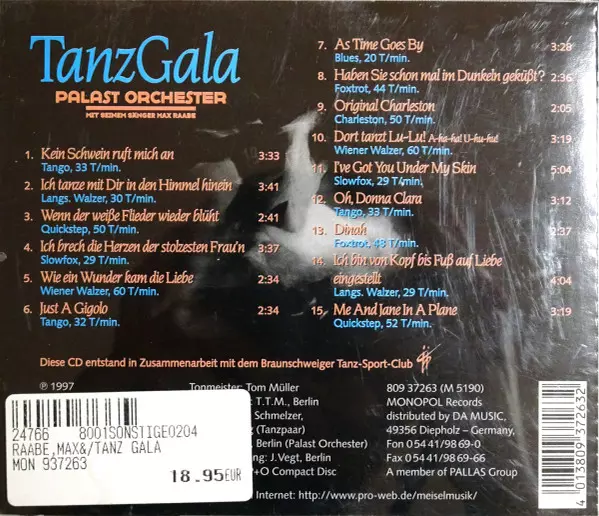 TanzGala
PALAST ORCHESTER
MIT SEINEM SÄNGER MAX RAABE
1. Kein Schwein ruft mich an 3:33
Tango, 33 T/min.
2. Ich tanze mit Dir in den Himmel hinein 3:41
Langs. Walzer, 30 T/min.
3. Wenn der weiße Flieder wieder blüht 2:41
Quickstep, 50 T/min.
4. Ich brech die Herzen der stolzesten Frau'n 3:37
Slowfox, 29 T/min.
5. Wie ein Wunder kam die Liebe 2:34
Wiener Walzer, 60 T/min.
6. Just A Gigolo 2:34
Tango, 32 T/min.
7. As Time Goes By 3:28
Blues, 20 T/min.
8. Haben Sie schon mal im Dunkeln geküßt? 2:36
Foxtrot, 44 T/min.
9. Original Charleston 2:05
Charleston, 50 T/min.
10. Dort tanzt Lu-Lu! A-ha-ha! U-hu-hu! 3:19
Wiener Walzer, 60 T/min.
11. I've Got You Under My Skin 5:04
Slowfox, 29 T/min.
12. Oh, Donna Clara 3:12
Tango, 33 T/min.
13. Dinah 2:37
Foxtrot, 48 T/min.
14. Ich bin von Kopf bis Fuß auf Liebe
eingestellt 4:04
Langs. Walzer, 29 T/min.
15. Me And Jane In A Plane 3:19
Quickstep, 52 T/min.
Diese CD entstand in Zusammenarbeit mit dem Braunschweiger Tanz-Sport-Club
℗ 1997
Tonmeister: Tom Müller
T.T.M., Berlin
Schmelzer,
(Tanzpaar)
Berlin (Palast Orchester)
ng: J.Vegt, Berlin
+O Compact Disc
Internet: http://www.pro-web.de/meiselmusik/
809 37263 (M 5190)
MONOPOL Records
distributed by DA MUSIC,
49356 Diepholz – Germany,
Fon 0 54 41/98 69-0
Fax 0 54 41/98 69-66
A member of PALLAS Group
24766 8001SONSTIGE0204
RAABE,MAX&/TANZ GALA
MON 937263
18.95EUR
4 013809 372632